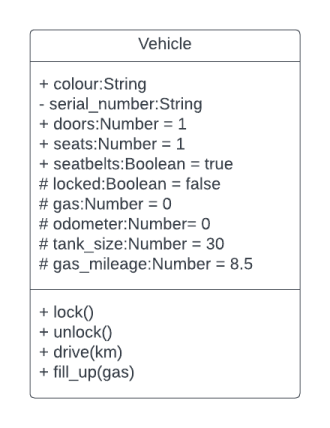 Vehicle
+ colour:String
- serial_number:String
+ doors:Number = 1
+ seats:Number = 1
+ seatbelts:Boolean = true
# locked:Boolean = false
# gas:Number = 0
# odometer:Number= 0
# tank_size:Number = 30
# gas_mileage:Number = 8.5
+ lock()
+ unlock()
+ drive(km)
+ fill_up(gas)